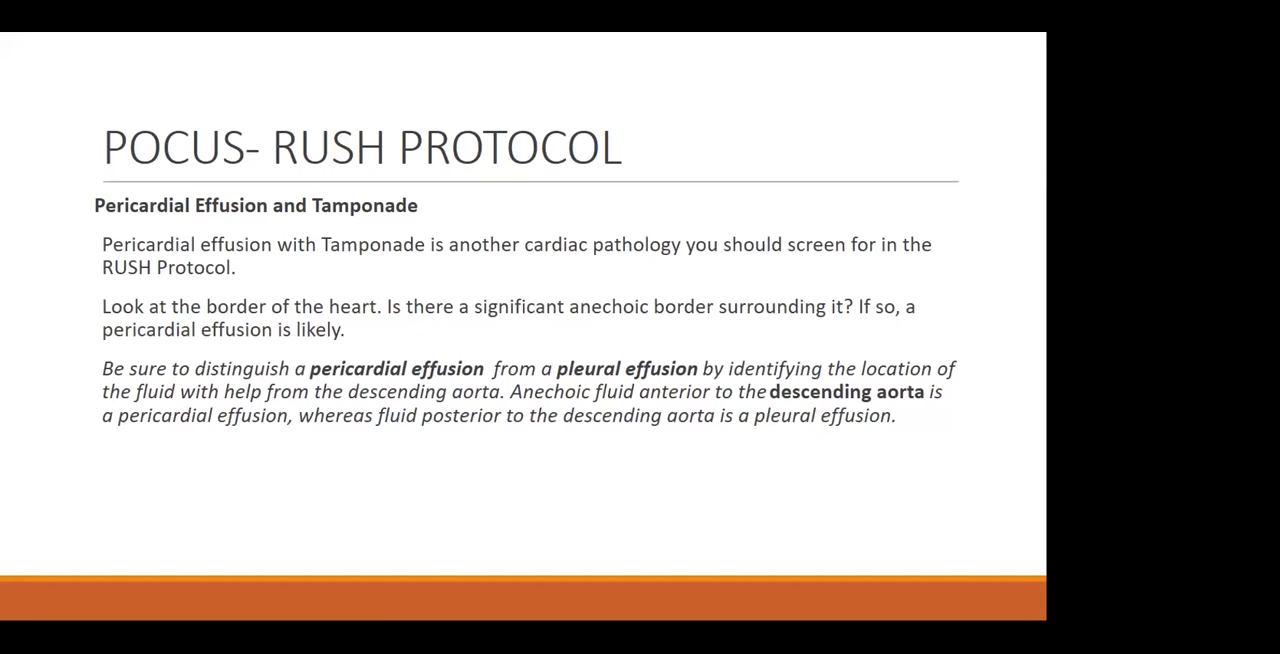 POCUS- RUSH PROTOCOL
Pericardial Effusion and Tamponade
Pericardial effusion with Tamponade is another cardiac pathology you should screen for in the
RUSH Protocol.
Look at the border of the heart. Is there a significant anechoic border surrounding it? If so, a
pericardial effusion is likely.
Be sure to distinguish a pericardial effusion from a pleural effusion by identifying the location of
the fluid with help from the descending aorta. Anechoic fluid anterior to the descending aorta is
a pericardial effusion, whereas fluid posterior to the descending aorta is a pleural effusion.